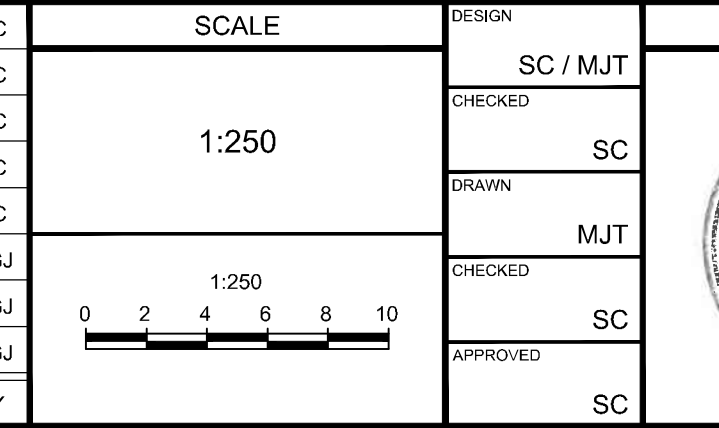 SCALE
1:250
1:250
0 2 4 6 8 10
DESIGN
SC / MJT
CHECKED
SC
DRAWN
MJT
CHECKED
SC
APPROVED
SC